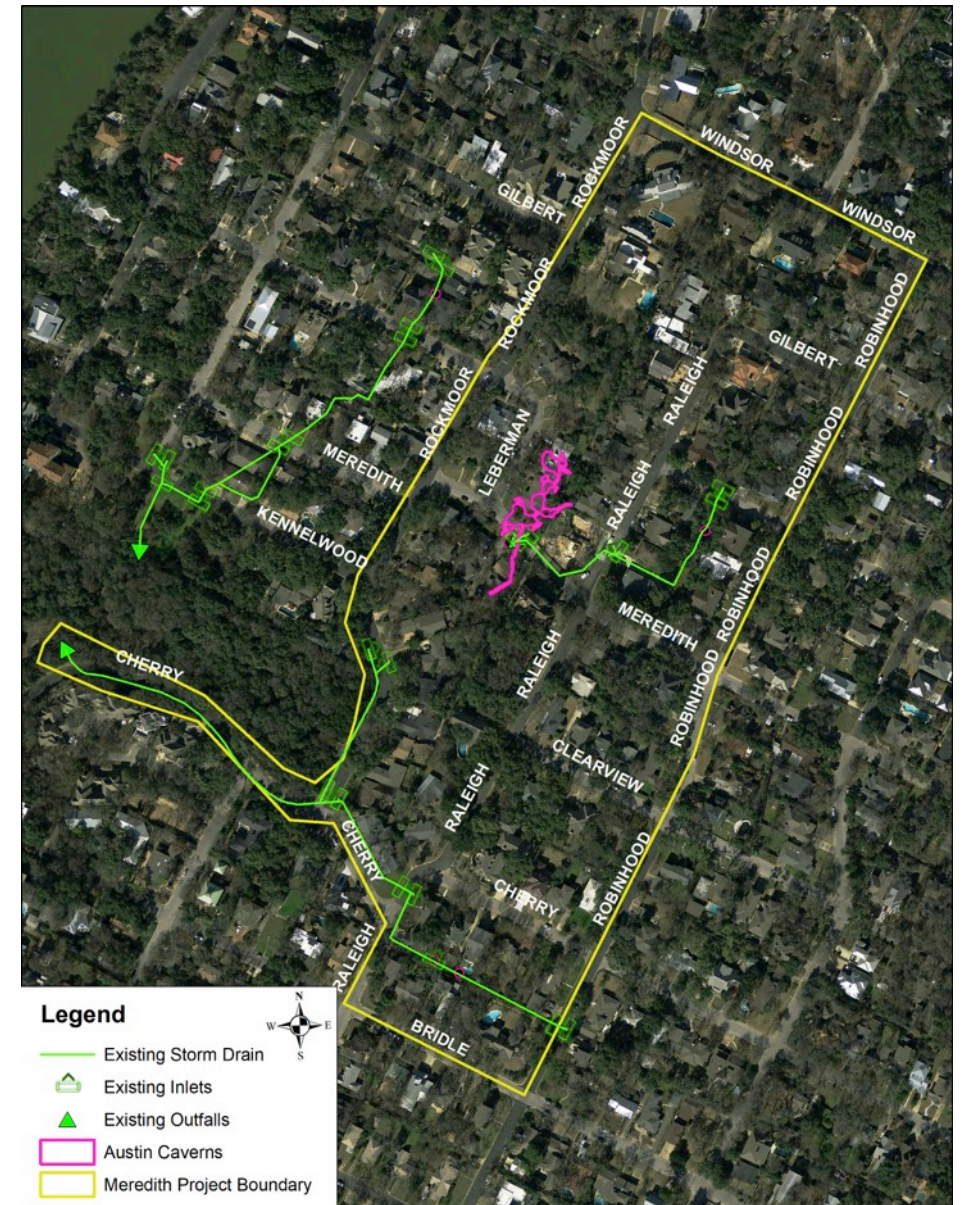 WINDSOR
WINDSOR
ROCKMOOR
GILBERT
ROCKMOOR
ROBINHOOD
GILBERT
RALEIGH
ROCKMOOR
LEBERMAN
MEREDITH
ROBINHOOD
RALEIGH
KENNELWOOD
ROBINHOOD
MEREDITH
CHERRY
RALEIGH
ROBINHOOD
CLEARVIEW
RALEIGH
CHERRY
CHERRY
ROBINHOOD
RALEIGH
BRIDLE
Legend
N
W E
S
Existing Storm Drain
Existing Inlets
Existing Outfalls
Austin Caverns
Meredith Project Boundary